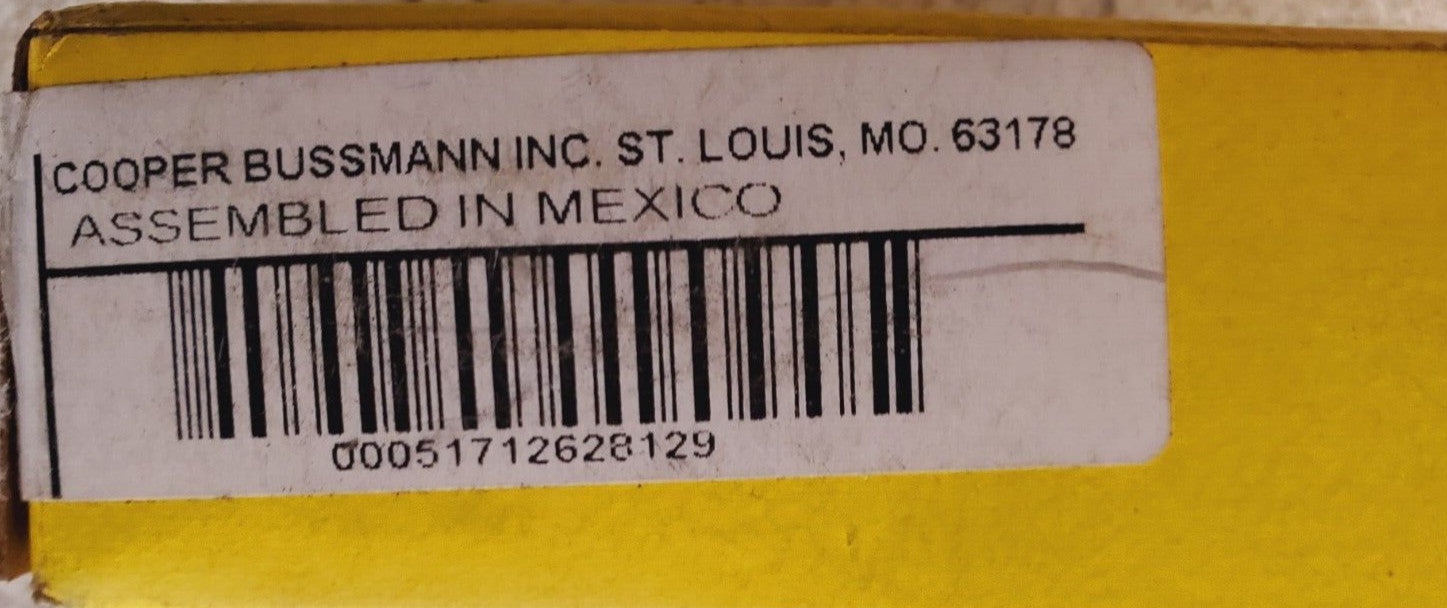 COOPER BUSSMANN INC. ST. LOUIS, MO. 63178
ASSEMBLED IN MEXICO
00051712628129